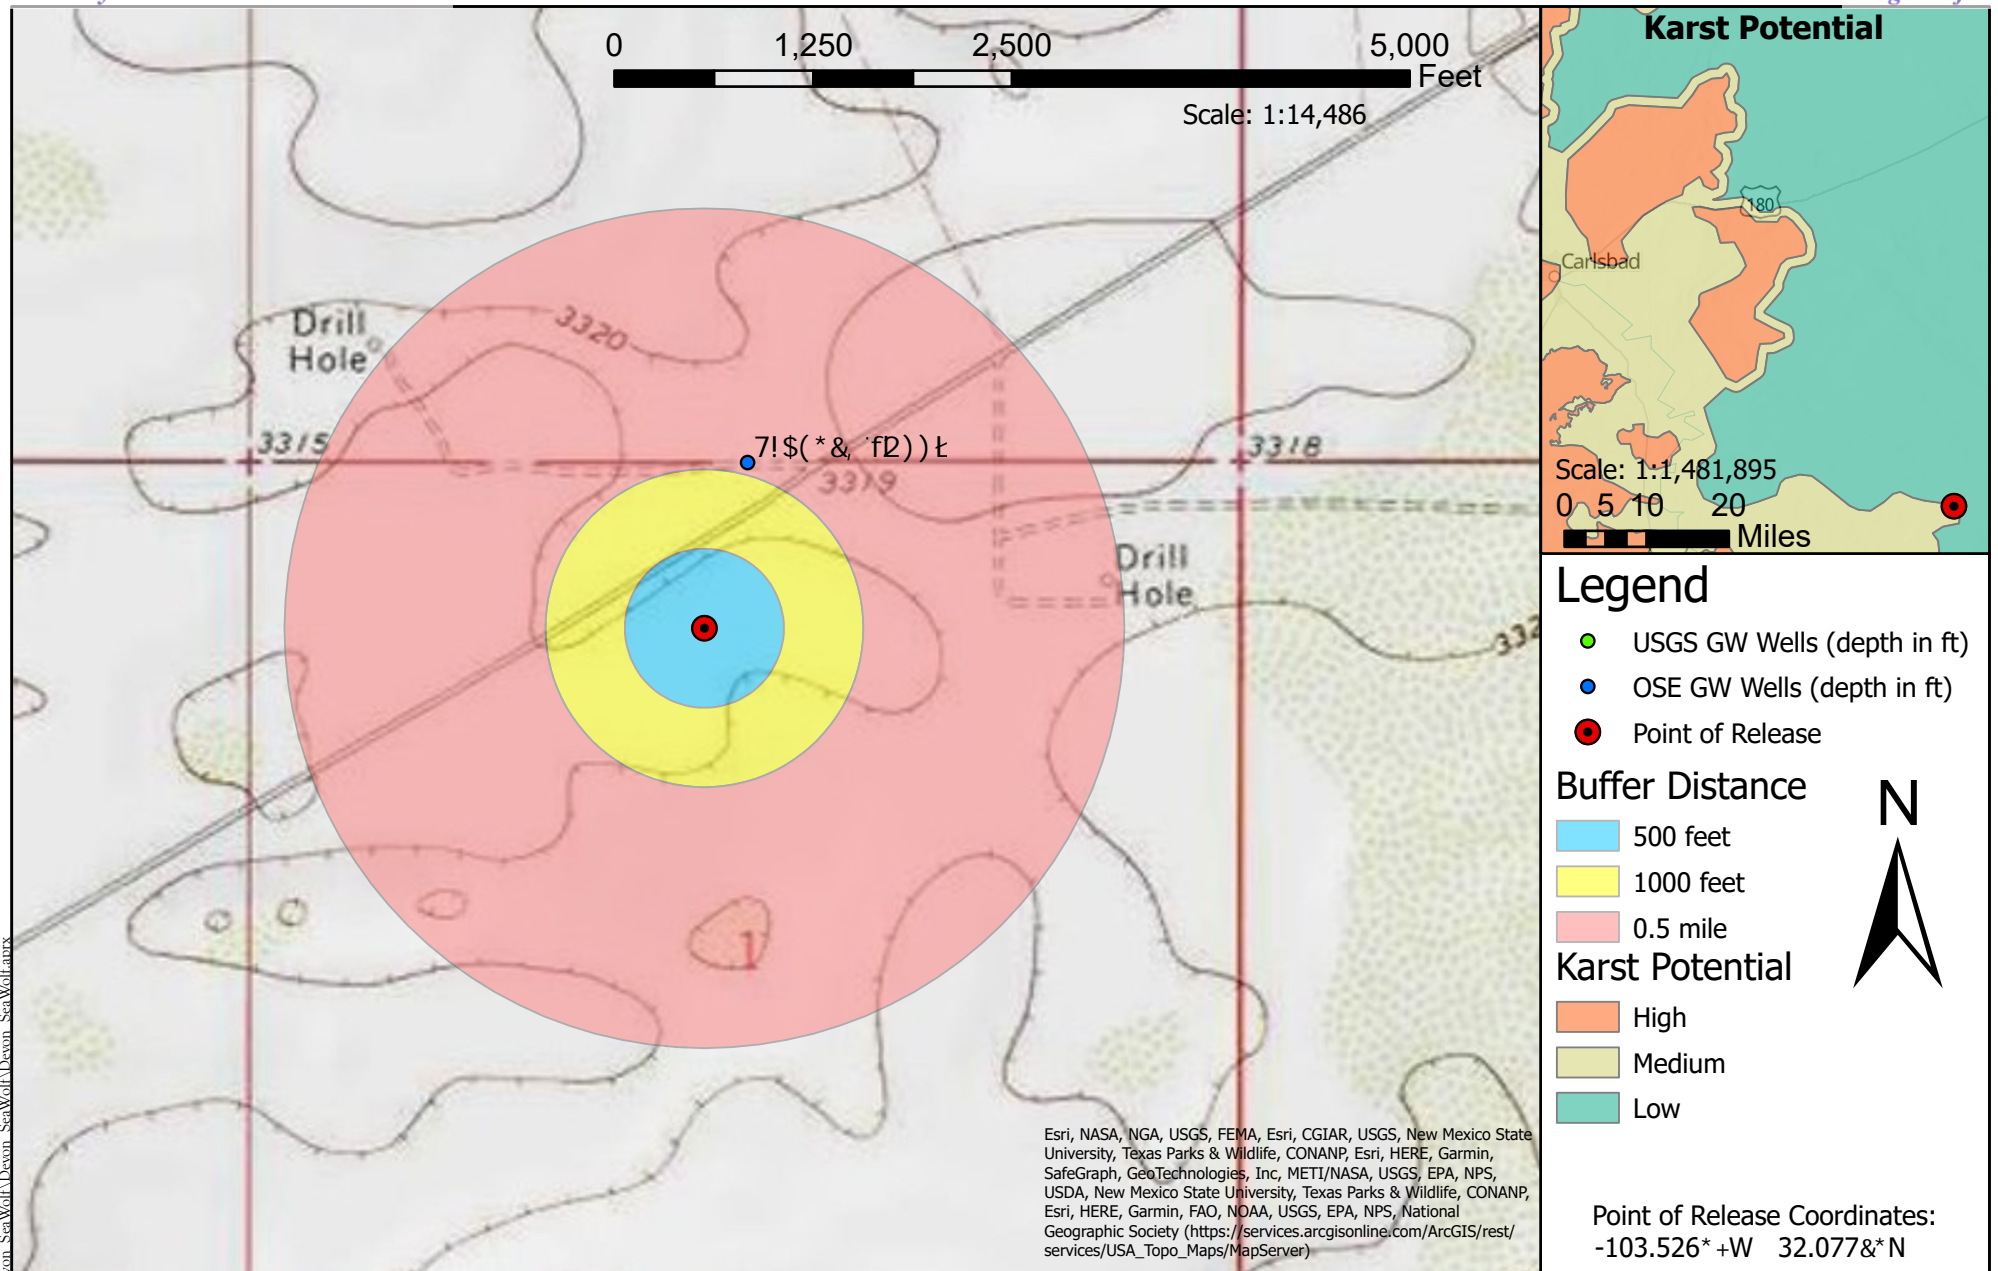 0 1,250 2,500 5,000
Feet
Scale: 1:14,486
Drill
Hole
3320
3315
7!$(*&,
3319
3318
Drill
Hole
332
1
Esri, NASA, NGA, USGS, FEMA, Esri, CGIAR, USGS, New Mexico State
University, Texas Parks & Wildlife, CONANP, Esri, HERE, Garmin,
SafeGraph, GeoTechnologies, Inc, METI/NASA, USGS, EPA, NPS,
USDA, New Mexico State University, Texas Parks & Wildlife, CONANP,
Esri, HERE, Garmin, FAO, NOAA, USGS, EPA, NPS, National
Geographic Society (https://services.arcgisonline.com/ArcGIS/rest/
services/USA_Topo_Maps/MapServer)
Karst Potential
180
Carlsbad
Scale: 1:1,481,895
0 5 10 20
Miles
Legend
USGS GW Wells (depth in ft)
OSE GW Wells (depth in ft)
Point of Release
Buffer Distance
500 feet
1000 feet
0.5 mile
N
Karst Potential
High
Medium
Low
Point of Release Coordinates:
-103.526*+W 32.077&*N